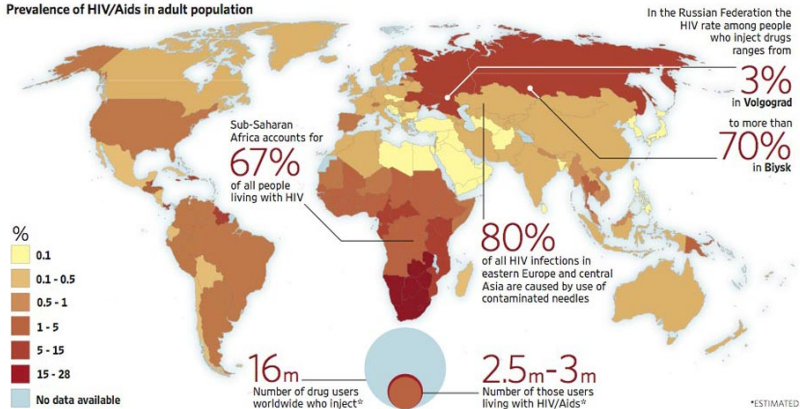 Prevalence of HIV/Aids in adult population
In the Russian Federation the
HIV rate among people
who inject drugs
ranges from
3%
in Volgograd
to more than
70%
in Biysk
Sub-Saharan
Africa accounts for
67%
of all people
living with HIV
80%
of all HIV infections in
eastern Europe and central
Asia are caused by use of
contaminated needles
%
0.1
0.1 - 0.5
0.5 - 1
1 - 5
5 - 15
15 - 28
No data available
16m
Number of drug users
worldwide who inject*
2.5m-3m
Number of those users
living with HIV/Aids*
*ESTIMATED